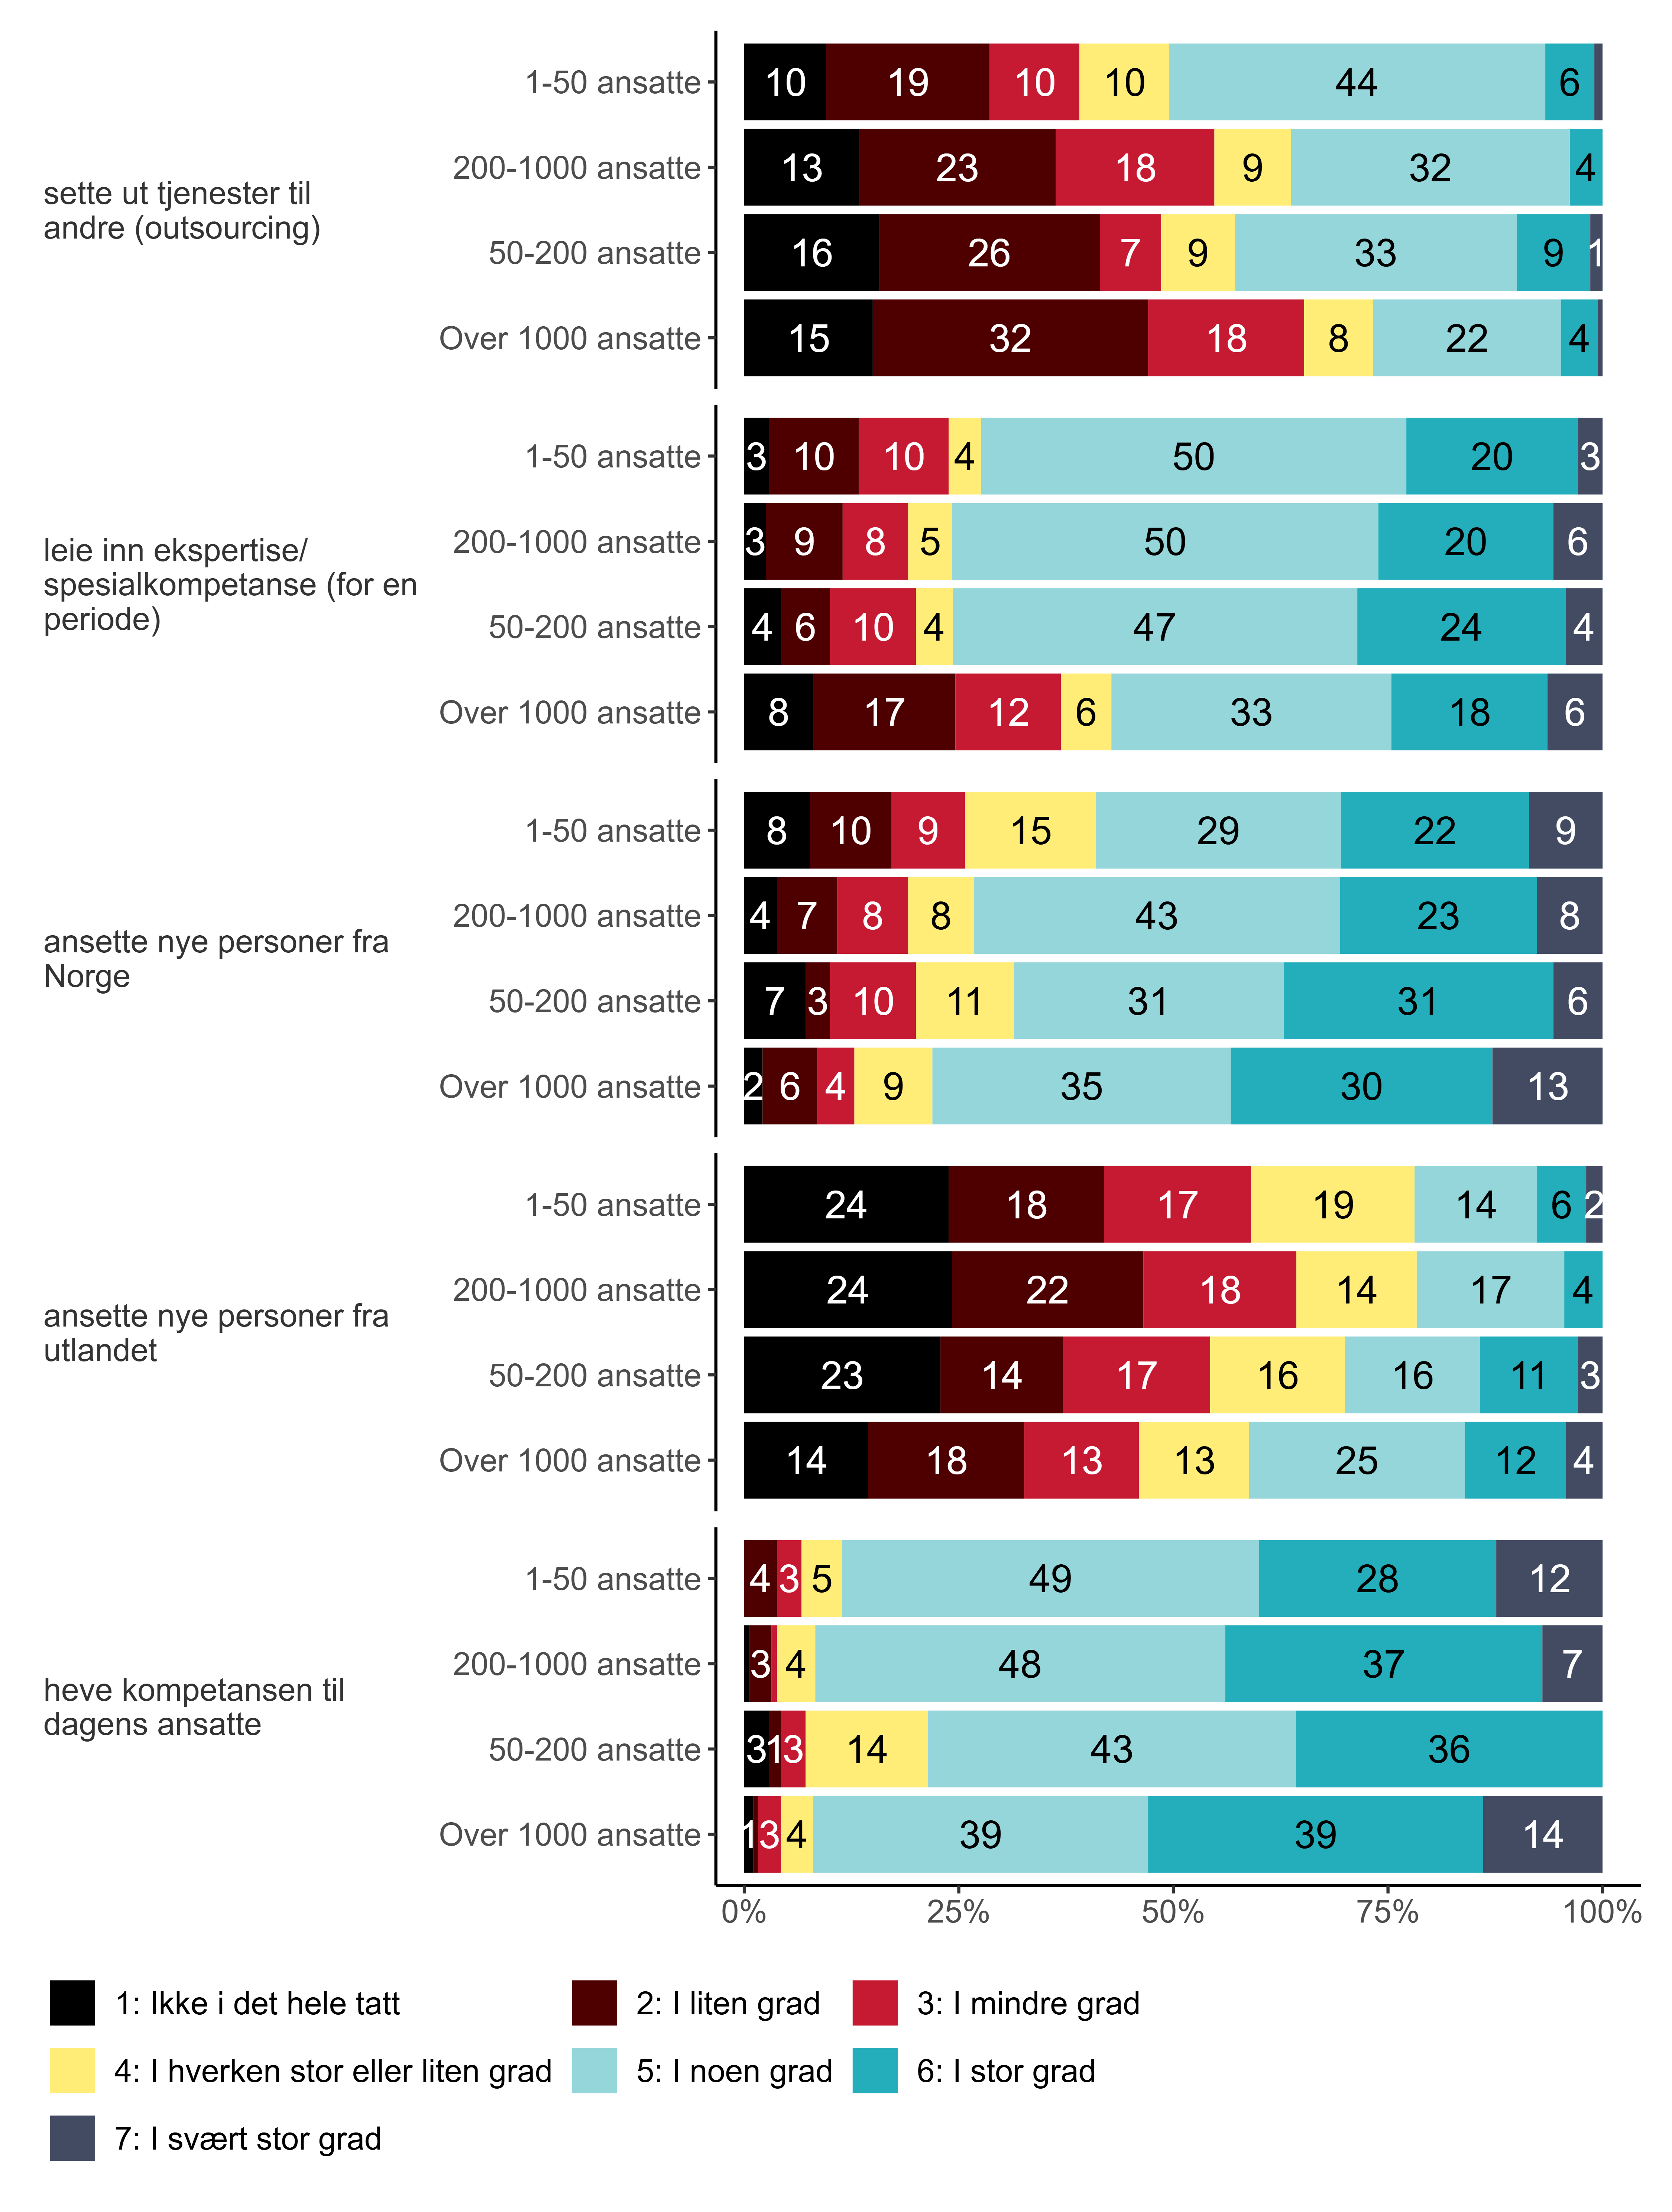 1-50 ansatte 10 19 10 10 44 6
200-1000 ansatte 13 23 18 9 32 4
sette ut tjenester til
andre (outsourcing)
50-200 ansatte 16 26 7 9 33 9 1
Over 1000 ansatte 15 32 18 8 22 4
1-50 ansatte 3 10 10 4 50 20 3
200-1000 ansatte 3 9 8 5 50 20 6
leie inn ekspertise/
spesialkompetanse (for en
periode)
50-200 ansatte 4 6 10 4 47 24 4
Over 1000 ansatte 8 17 12 6 33 18 6
1-50 ansatte 8 10 9 15 29 22 9
200-1000 ansatte 4 7 8 8 43 23 8
ansette nye personer fra
Norge
50-200 ansatte 7 3 10 11 31 31 6
Over 1000 ansatte 2 6 4 9 35 30 13
1-50 ansatte 24 18 17 19 14 6 2
200-1000 ansatte 24 22 18 14 17 4
ansette nye personer fra
utlandet
50-200 ansatte 23 14 17 16 16 11 3
Over 1000 ansatte 14 18 13 13 25 12 4
1-50 ansatte 4 3 5 49 28 12
200-1000 ansatte 3 4 48 37 7
heve kompetansen til
dagens ansatte
50-200 ansatte 3 1 3 14 43 36
Over 1000 ansatte 1 3 4 39 39 14
0% 25% 50% 75% 100%
1: Ikke i det hele tatt 2: I liten grad 3: I mindre grad
4: I hverken stor eller liten grad 5: I noen grad 6: I stor grad
7: I svært stor grad